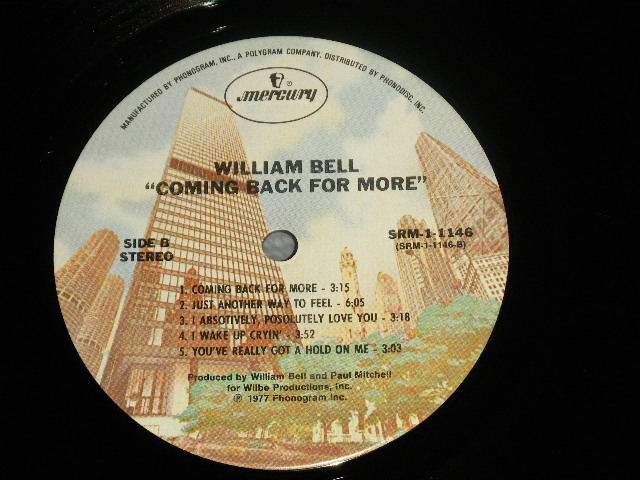 MANUFACTURED BY PHONOGRAM, INC., A POLYGRAM COMPANY, DISTRIBUTED BY PHONODISC, INC.
mercury
®
WILLIAM BELL
"COMING BACK FOR MORE"
SIDE B
STEREO
SRM-1-1146
(SRM-1-1146-B)
1. COMING BACK FOR MORE - 3:15
2. JUST ANOTHER WAY TO FEEL - 6:05
3. I ABSOTIVELY, POSOLUTELY LOVE YOU - 3:18
4. I WAKE UP CRYIN' - 3:52
5. YOU'VE REALLY GOT A HOLD ON ME - 3:03
Produced by William Bell and Paul Mitchell
for Wilbe Productions, Inc.
℗ 1977 Phonogram Inc.